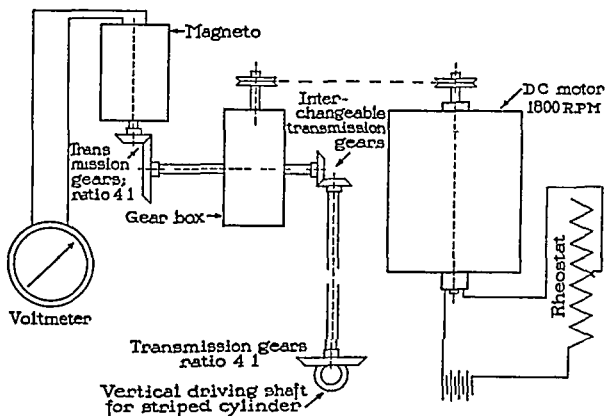 Magneto
Trans
mission
gears;
ratio 4 1
Gear box
Inter-
changeable
transmission
gears
DC motor
1800 RPM
Rheostat
Voltmeter
Transmission gears
ratio 4 1
Vertical driving shaft
for striped cylinder